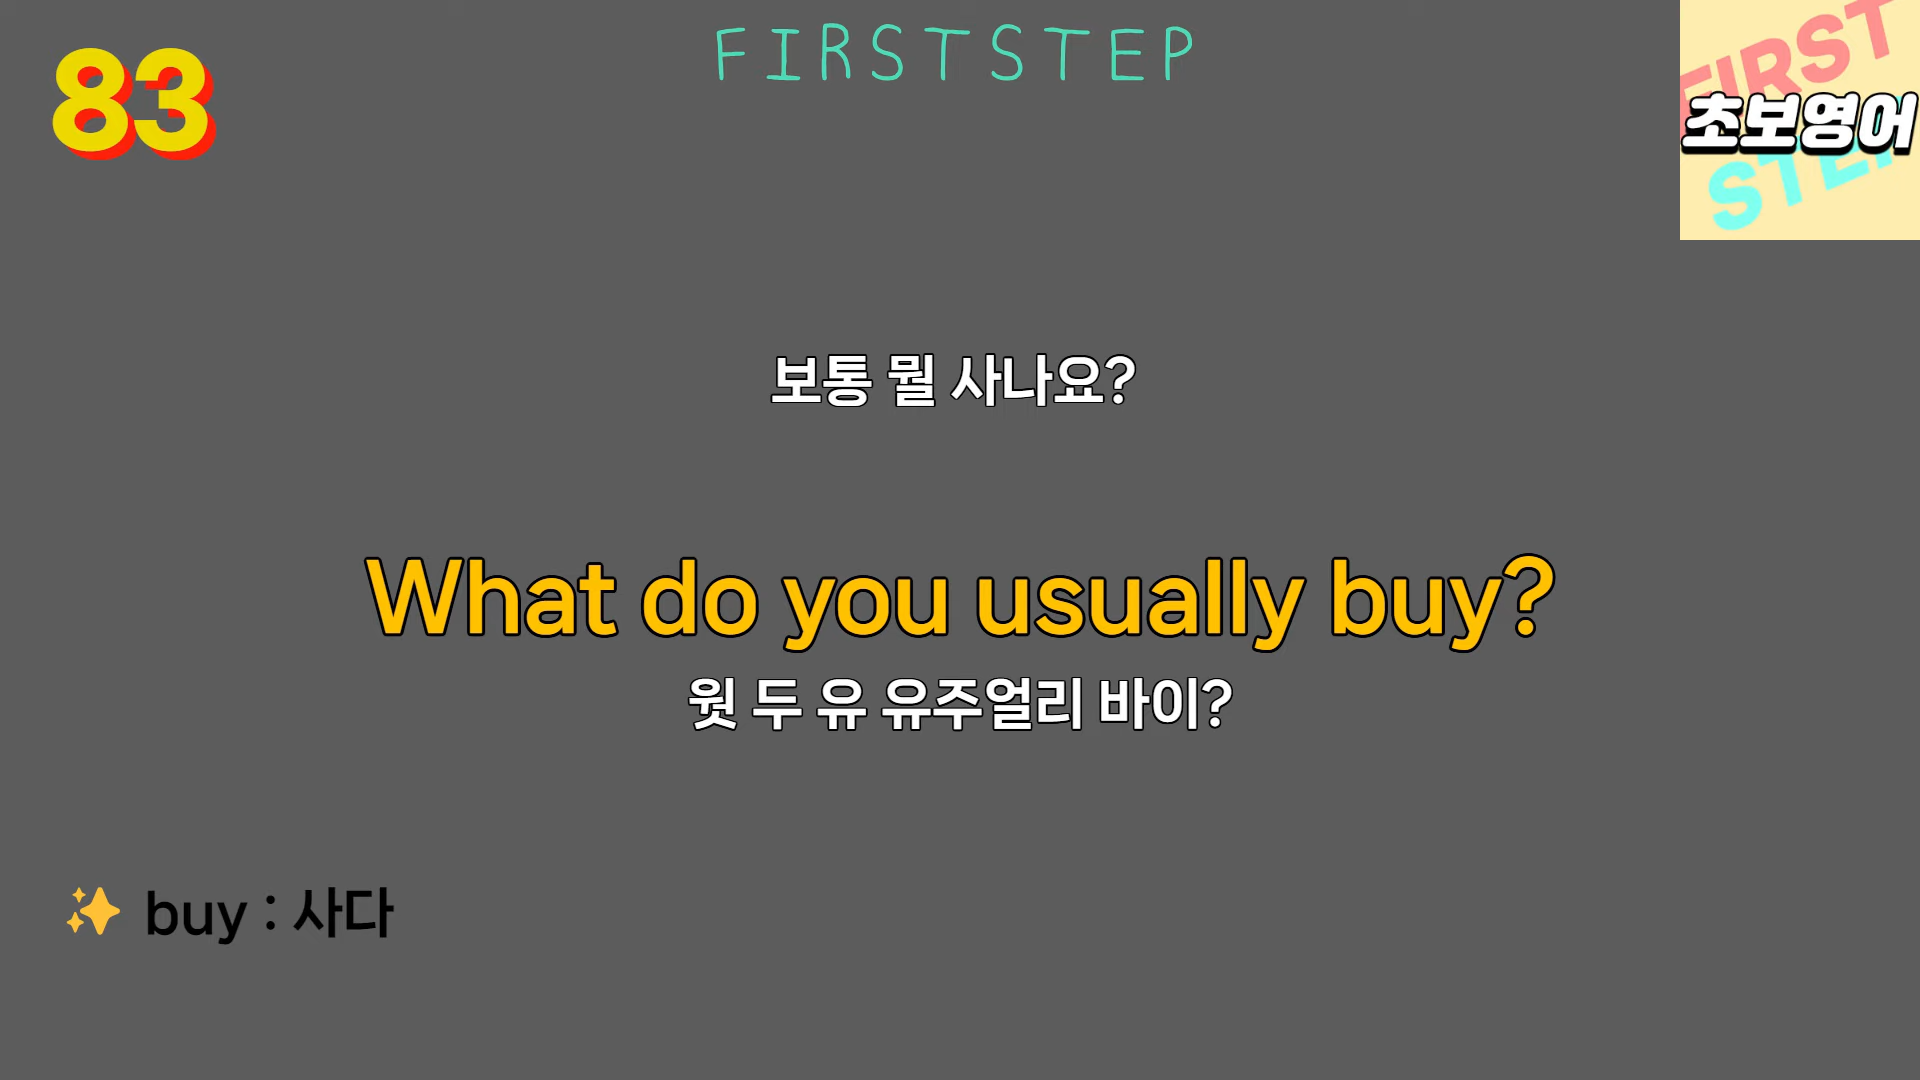 83
FIRSTSTEP
FIRST
초보영어
STEP
보통 뭘 사나요?
What do you usually buy?
왓 두 유 유주얼리 바이?
✨ buy : 사다